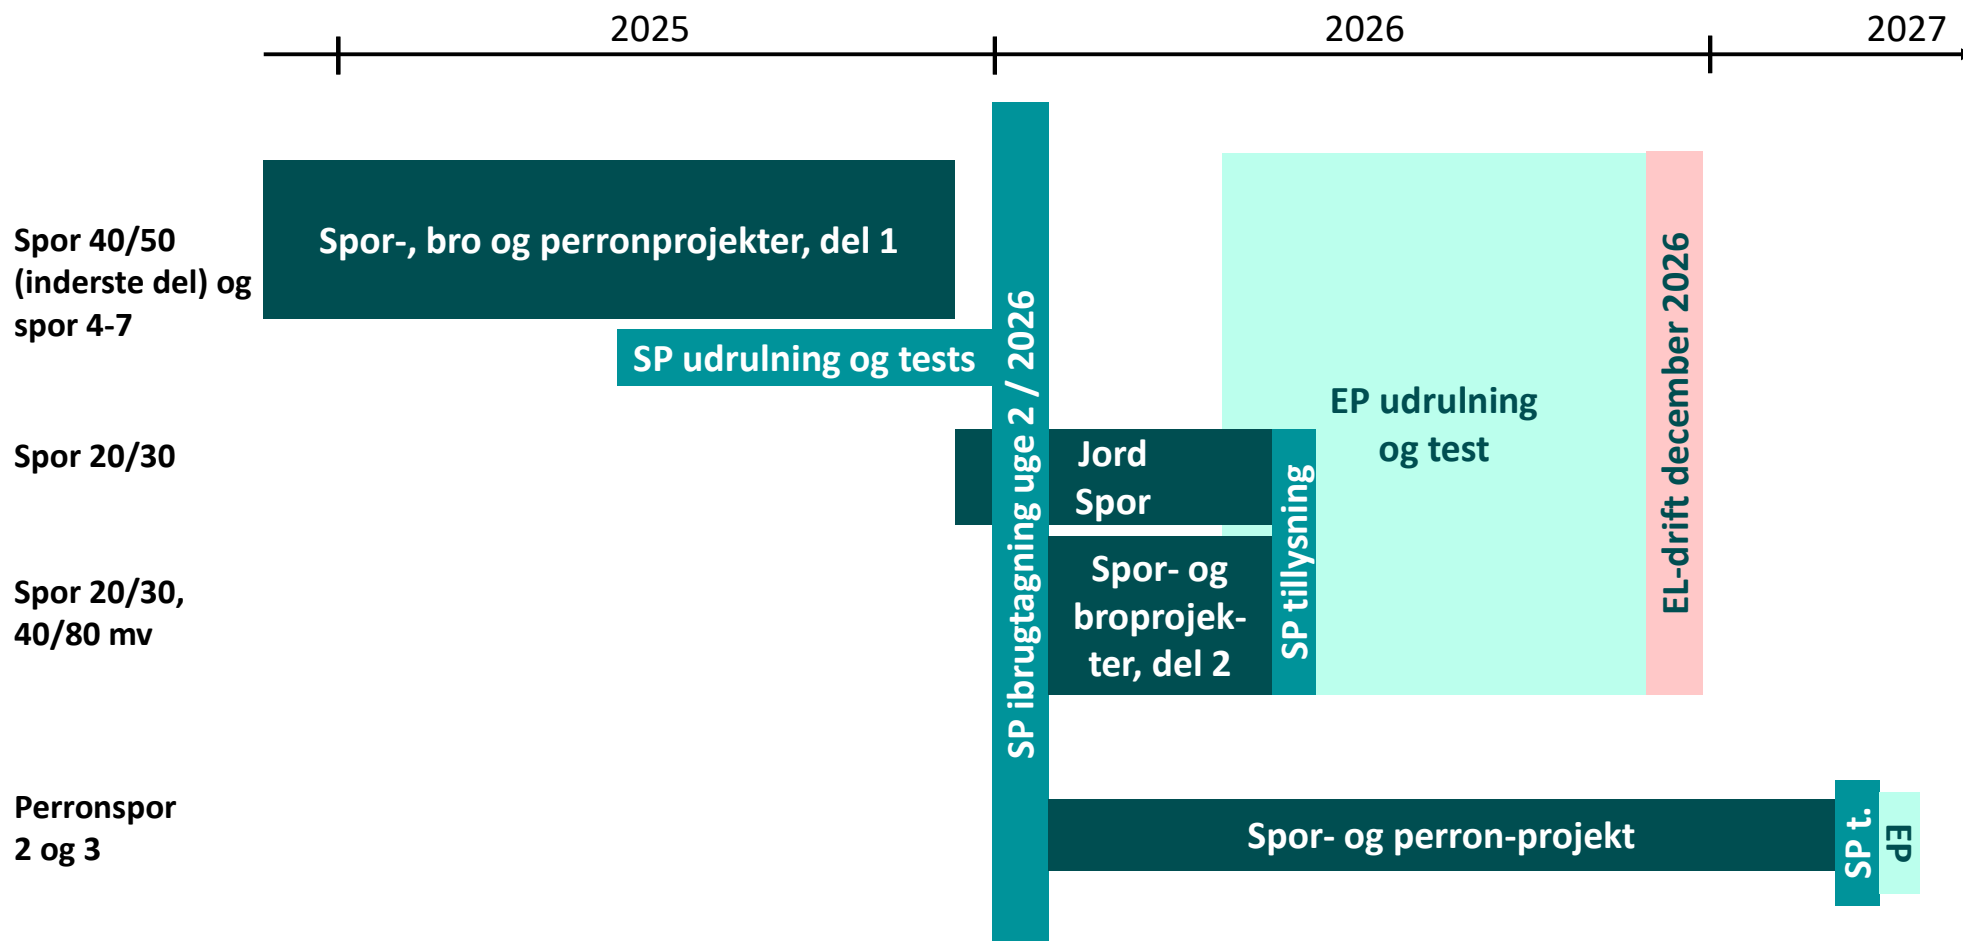 2025
2026
2027
Spor 40/50
(inderste del) og
spor 4-7
Spor-, bro og perronprojekter, del 1
SP udrulning og tests
SP ibrugtagning uge 2 / 2026
EP udrulning
og test
EL-drift december 2026
Spor 20/30
Jord
Spor
SP tillysning
Spor 20/30,
40/80 mv
Spor- og
broprojek-
ter, del 2
Perronspor
2 og 3
Spor- og perron-projekt
SP t.
EP